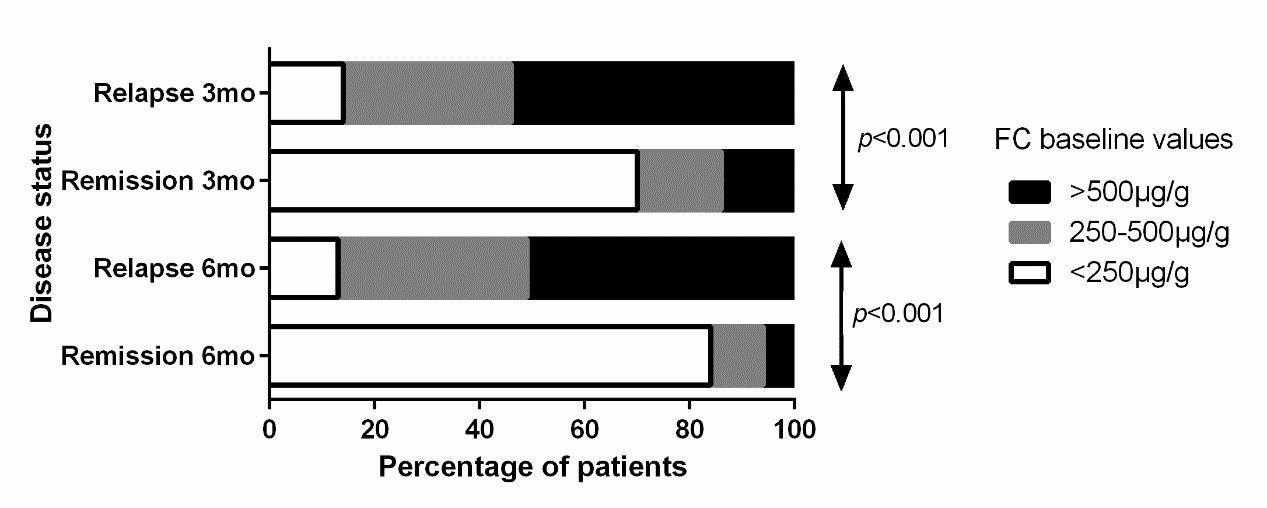 Relapse 3mo
Remission 3mo
Relapse 6mo
Remission 6mo
Disease status
0 20 40 60 80 100
Percentage of patients
p<0.001
p<0.001
FC baseline values
>500µg/g
250-500µg/g
<250µg/g